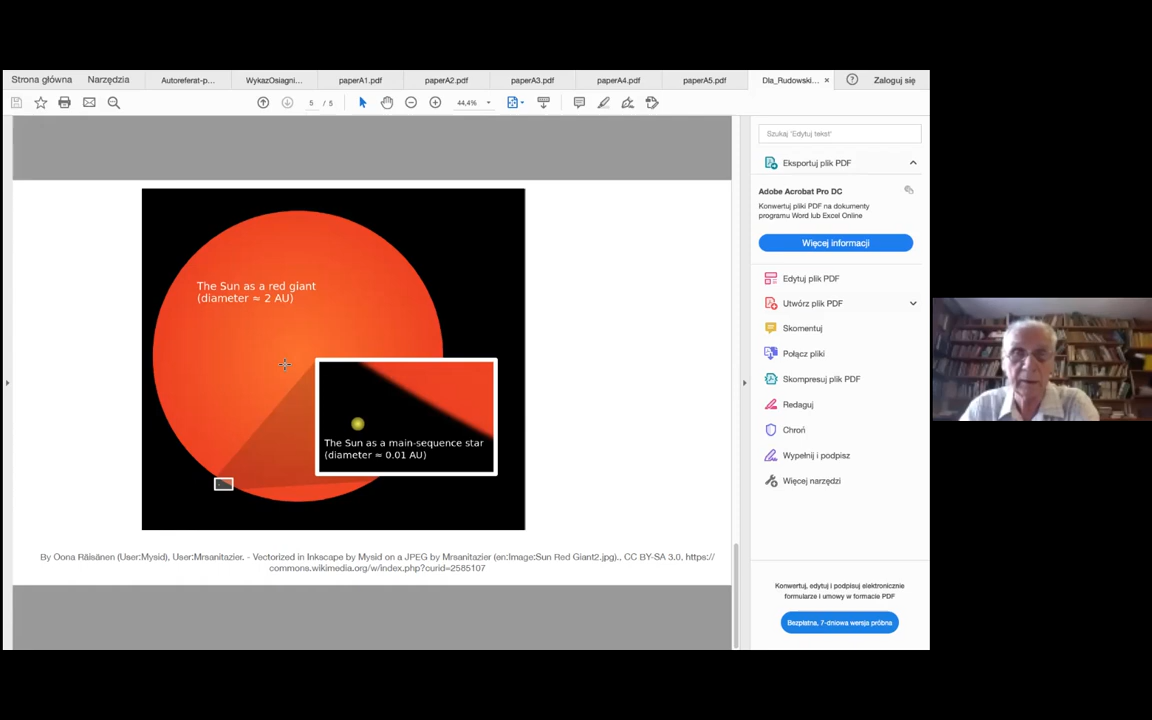 Strona główna
Narzędzia
Autoreferat-p...
WykazOsiagni...
paperA1.pdf
paperA2.pdf
paperA3.pdf
paperA4.pdf
paperA5.pdf
Dla_Rudowski...
Zaloguj się
5 / 5
44,4%
The Sun as a red giant
(diameter ≈ 2 AU)
The Sun as a main-sequence star
(diameter ≈ 0.01 AU)
By Oona Räisänen (User:Mysid), User:Mrsanitazier. - Vectorized in Inkscape by Mysid on a JPEG by Mrsanitazier (en:Image:Sun Red Giant2.jpg)., CC BY-SA 3.0, https://
commons.wikimedia.org/w/index.php?curid=2585107
Szukaj 'Edytuj tekst'
Eksportuj plik PDF
Adobe Acrobat Pro DC
Konwertuj pliki PDF na dokumenty
programu Word lub Excel Online
Więcej informacji
Edytuj plik PDF
Utwórz plik PDF
Skomentuj
Połącz pliki
Skompresuj plik PDF
Redaguj
Chroń
Wypełnij i podpisz
Więcej narzędzi
Konwertuj, edytuj i podpisuj elektronicznie
formularze i umowy w formacie PDF
Bezpłatna, 7-dniowa wersja próbna